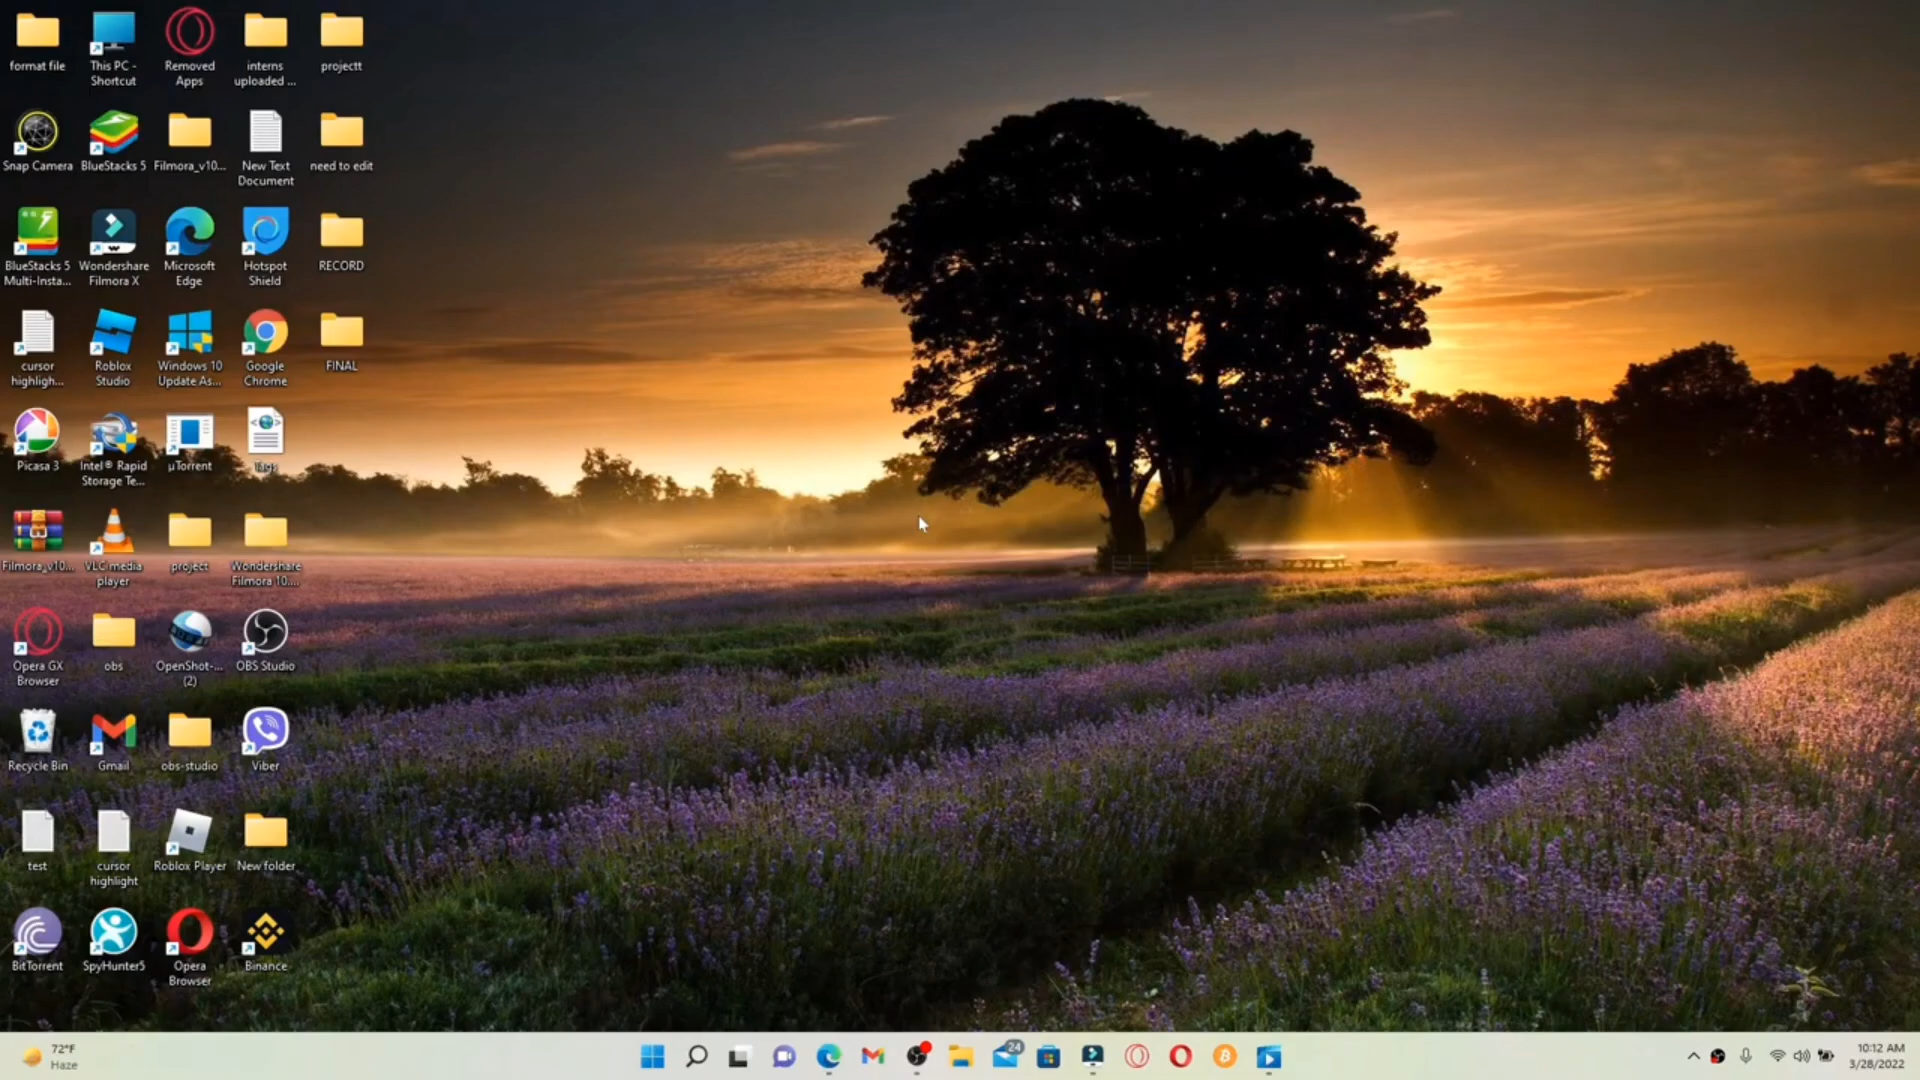 format file
This PC -
Shortcut
Removed
Apps
interns
uploaded ...
projectt
Snap Camera
BlueStacks 5
Filmora_v10...
New Text
Document
need to edit
BlueStacks 5
Multi-Insta...
Wondershare
Filmora X
Microsoft
Edge
Hotspot
Shield
RECORD
cursor
highligh...
Roblox
Studio
Windows 10
Update As...
Google
Chrome
FINAL
Picasa 3
Intel® Rapid
Storage Te...
µTorrent
Tags
Filmora_v10...
VLC media
player
project
Wondershare
Filmora 10....
Opera GX
Browser
obs
OpenShot-...
(2)
OBS Studio
Recycle Bin
Gmail
obs-studio
Viber
test
cursor
highlight
Roblox Player
New folder
BitTorrent
SpyHunter5
Opera
Browser
Binance
72°F
Haze
24
10:12 AM
3/28/2022